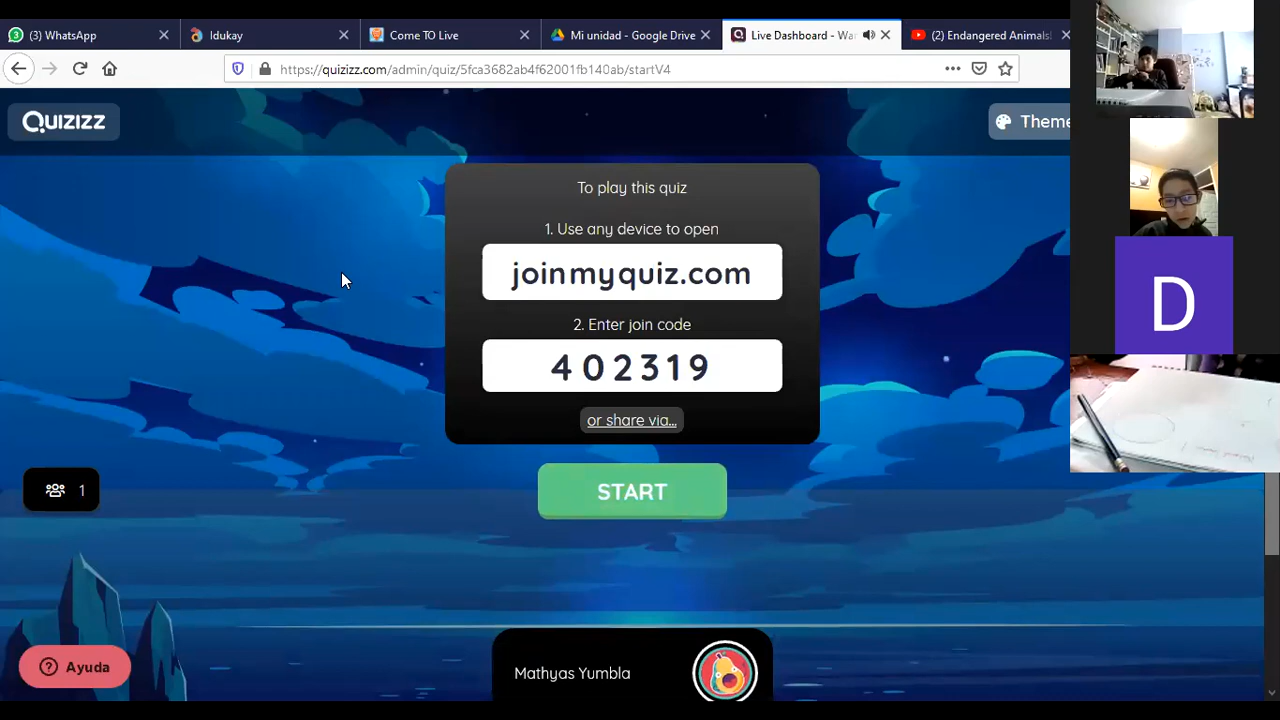 (3) WhatsApp
Idukay
Come TO Live
Mi unidad - Google Drive
Live Dashboard - Wa
(2) Endangered Animals!
https://quizizz.com/admin/quiz/5fca3682ab4f62001fb140ab/startV4
Quizizz
Theme
To play this quiz
1. Use any device to open
joinmyquiz.com
2. Enter join code
402319
or share via...
START
1
Mathyas Yumbla
Ayuda
D